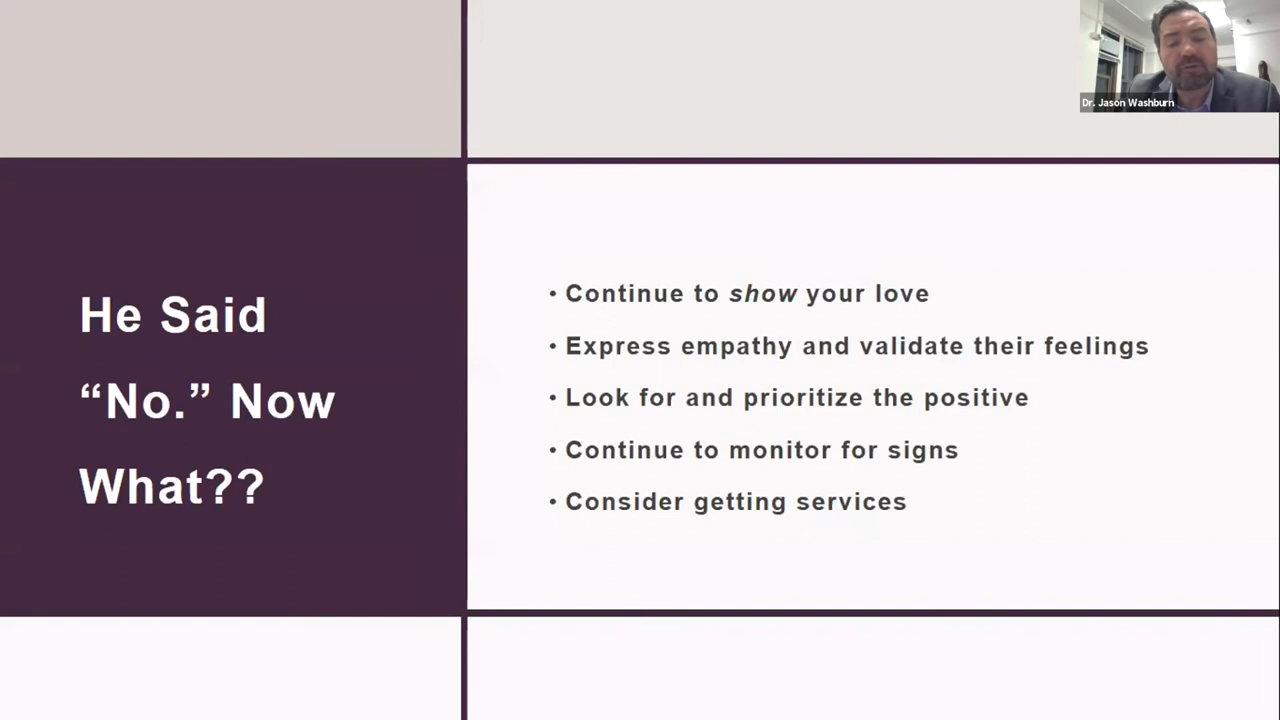 Dr. Jason Washburn
He Said
“No.” Now
What??
• Continue to show your love
• Express empathy and validate their feelings
• Look for and prioritize the positive
• Continue to monitor for signs
• Consider getting services